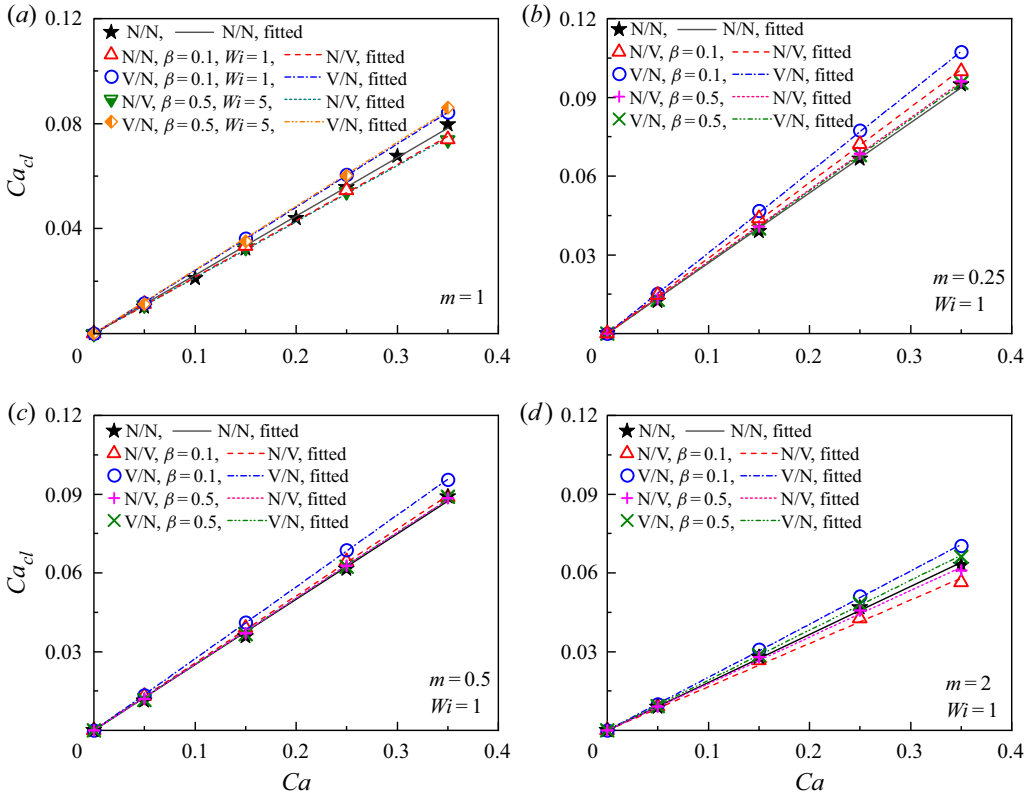 (a)
0.12
N/N, N/N, fitted
N/N, β = 0.1, Wi = 1, N/V, fitted
V/N, β = 0.1, Wi = 1, V/N, fitted
N/V, β = 0.5, Wi = 5, N/V, fitted
V/N, β = 0.5, Wi = 5, V/N, fitted
0.08
Ca_cl
0.04
m = 1
0 0.1 0.2 0.3 0.4
(b)
0.12
N/N, N/N, fitted
N/V, β = 0.1, N/V, fitted
V/N, β = 0.1, V/N, fitted
N/V, β = 0.5, N/V, fitted
V/N, β = 0.5, V/N, fitted
0.09
0.06
0.03
m = 0.25
Wi = 1
0 0.1 0.2 0.3 0.4
(c)
0.12
N/N, N/N, fitted
N/V, β = 0.1, N/V, fitted
V/N, β = 0.1, V/N, fitted
N/V, β = 0.5, N/V, fitted
V/N, β = 0.5, V/N, fitted
0.09
Ca_cl
0.06
0.03
m = 0.5
Wi = 1
0 0.1 0.2 0.3 0.4
Ca
(d)
0.12
N/N, N/N, fitted
N/V, β = 0.1, N/V, fitted
V/N, β = 0.1, V/N, fitted
N/V, β = 0.5, N/V, fitted
V/N, β = 0.5, V/N, fitted
0.09
0.06
0.03
m = 2
Wi = 1
0 0.1 0.2 0.3 0.4
Ca